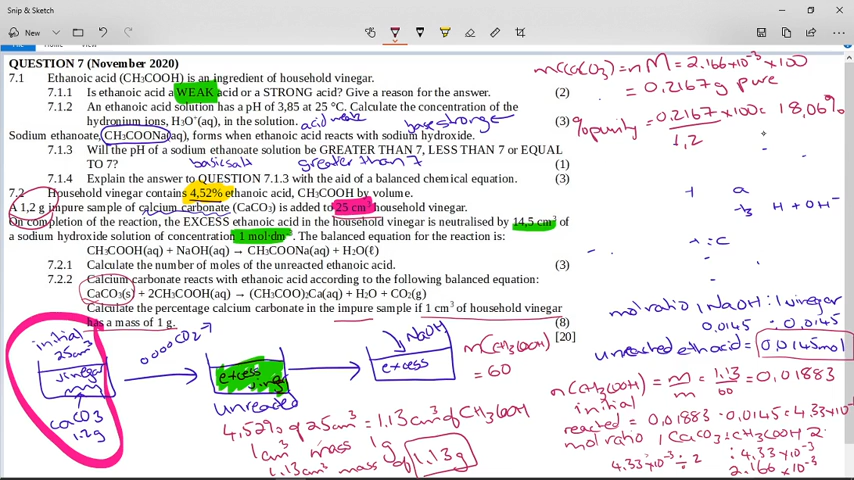 Snip & Sketch
New
Home View
QUESTION 7 (November 2020)
7.1 Ethanoic acid (CH3COOH) is an ingredient of household vinegar.
7.1.1 Is ethanoic acid a WEAK acid or a STRONG acid? Give a reason for the answer. (2)
7.1.2 An ethanoic acid solution has a pH of 3,85 at 25 °C. Calculate the concentration of the
hydronium ions, H3O⁺(aq), in the solution. (3)
acid weak
base strong
Sodium ethanoate, CH3COONa(aq), forms when ethanoic acid reacts with sodium hydroxide.
7.1.3 Will the pH of a sodium ethanoate solution be GREATER THAN 7, LESS THAN 7 or EQUAL
TO 7? (1)
basic salt greater than 7
7.1.4 Explain the answer to QUESTION 7.1.3 with the aid of a balanced chemical equation. (3)
7.2 Household vinegar contains 4,52% ethanoic acid, CH3COOH by volume.
A 1,2 g impure sample of calcium carbonate (CaCO3) is added to 25 cm³ household vinegar.
On completion of the reaction, the EXCESS ethanoic acid in the household vinegar is neutralised by 14,5 cm³ of
a sodium hydroxide solution of concentration 1 mol·dm⁻³. The balanced equation for the reaction is:
CH3COOH(aq) + NaOH(aq) → CH3COONa(aq) + H2O(ℓ)
7.2.1 Calculate the number of moles of the unreacted ethanoic acid. (3)
7.2.2 Calcium carbonate reacts with ethanoic acid according to the following balanced equation:
CaCO3(s) + 2CH3COOH(aq) → (CH3COO)2Ca(aq) + H2O + CO2(g)
Calculate the percentage calcium carbonate in the impure sample if 1 cm³ of household vinegar
has a mass of 1 g. (8)
[20]
m(CaCO3) = nM = 2.166×10⁻³×100
= 0.2167g pure
% purity = 0.2167 ×100 = 18,06%
1,2
+ a
H + OH⁻
initial
25cm³
vinegar
CaCO3
1.2g
0000CO2
excess
vinegar
unreacted
NaOH
excess
m(CH3COOH)
= 60
4,52% of 25cm³ = 1.13cm³ of CH3COOH
1cm³ mass 1g
1.13cm³ mass of 1.13g
mol ratio 1NaOH : 1vinegar
0.0145 : 0.0145
unreacted ethacid = 0,0145mol
n(CH3COOH) = m/m = 1.13/60 = 0,01883
initial
reacted = 0,01883 - 0,0145 = 4,33×10⁻³
mol ratio 1CaCO3 : CH3COOH 2
4.33×10⁻³ ÷ 2 : 4.33×10⁻³
2.166×10⁻³